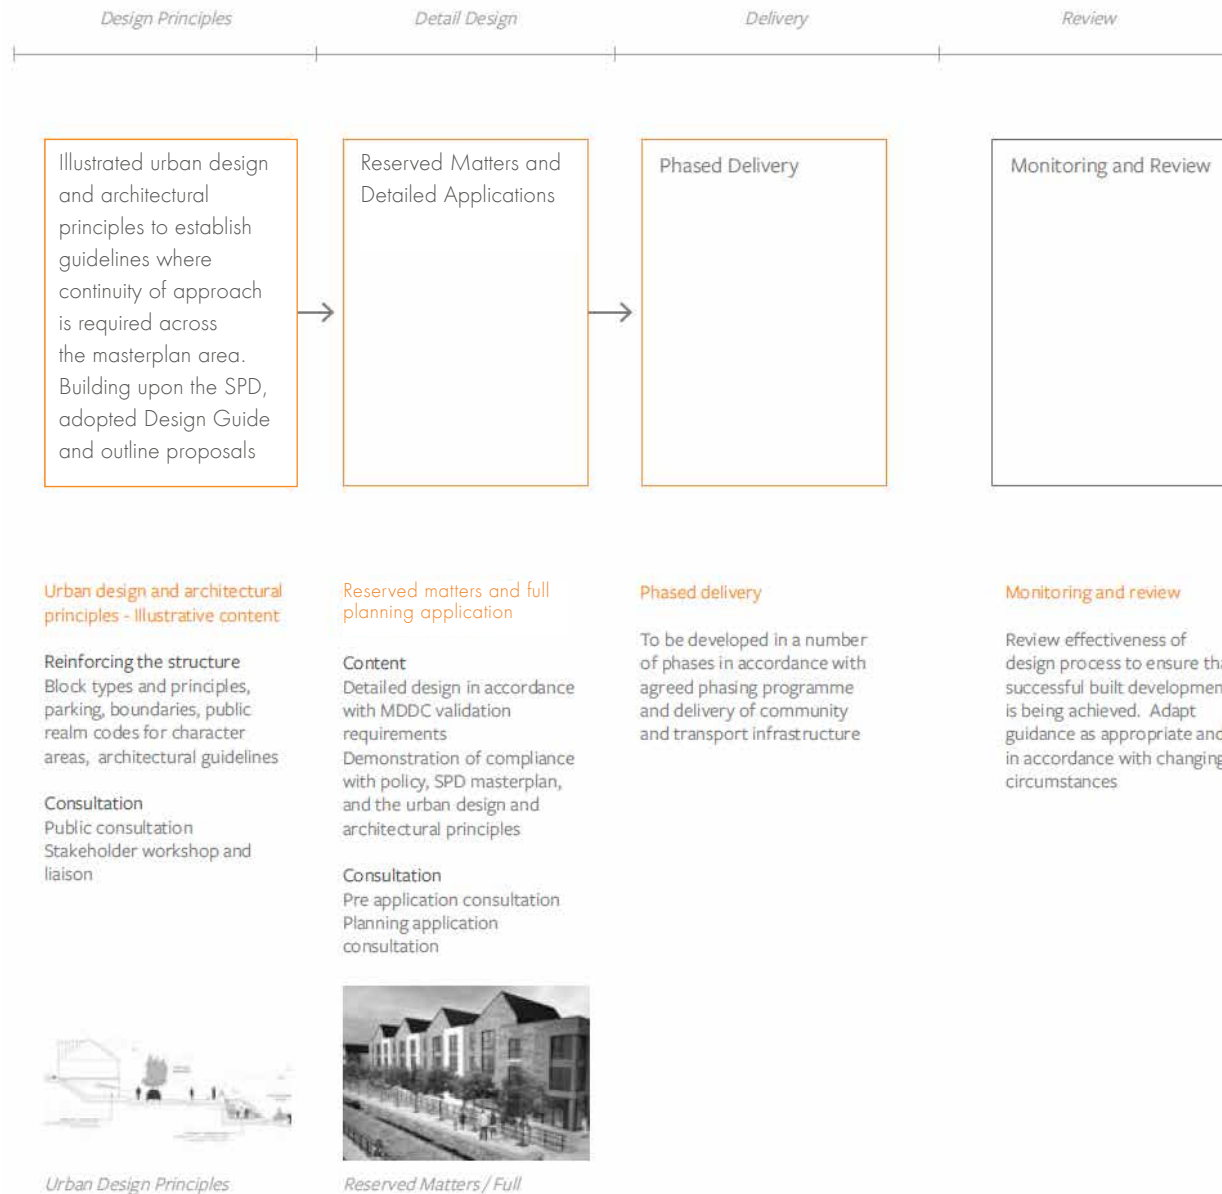 Design Principles
Detail Design
Delivery
Review
Illustrated urban design
and architectural
principles to establish
guidelines where
continuity of approach
is required across
the masterplan area.
Building upon the SPD,
adopted Design Guide
and outline proposals
Reserved Matters and
Detailed Applications
Phased Delivery
Monitoring and Review
Urban design and architectural
principles - Illustrative content
Reinforcing the structure
Block types and principles,
parking, boundaries, public
realm codes for character
areas, architectural guidelines
Consultation
Public consultation
Stakeholder workshop and
liaison
Reserved matters and full
planning application
Content
Detailed design in accordance
with MDDC validation
requirements
Demonstration of compliance
with policy, SPD masterplan,
and the urban design and
architectural principles
Consultation
Pre application consultation
Planning application
consultation
Phased delivery
To be developed in a number
of phases in accordance with
agreed phasing programme
and delivery of community
and transport infrastructure
Monitoring and review
Review effectiveness of
design process to ensure tha
successful built developmen
is being achieved. Adapt
guidance as appropriate and
in accordance with changing
circumstances
Urban Design Principles
Reserved Matters / Full